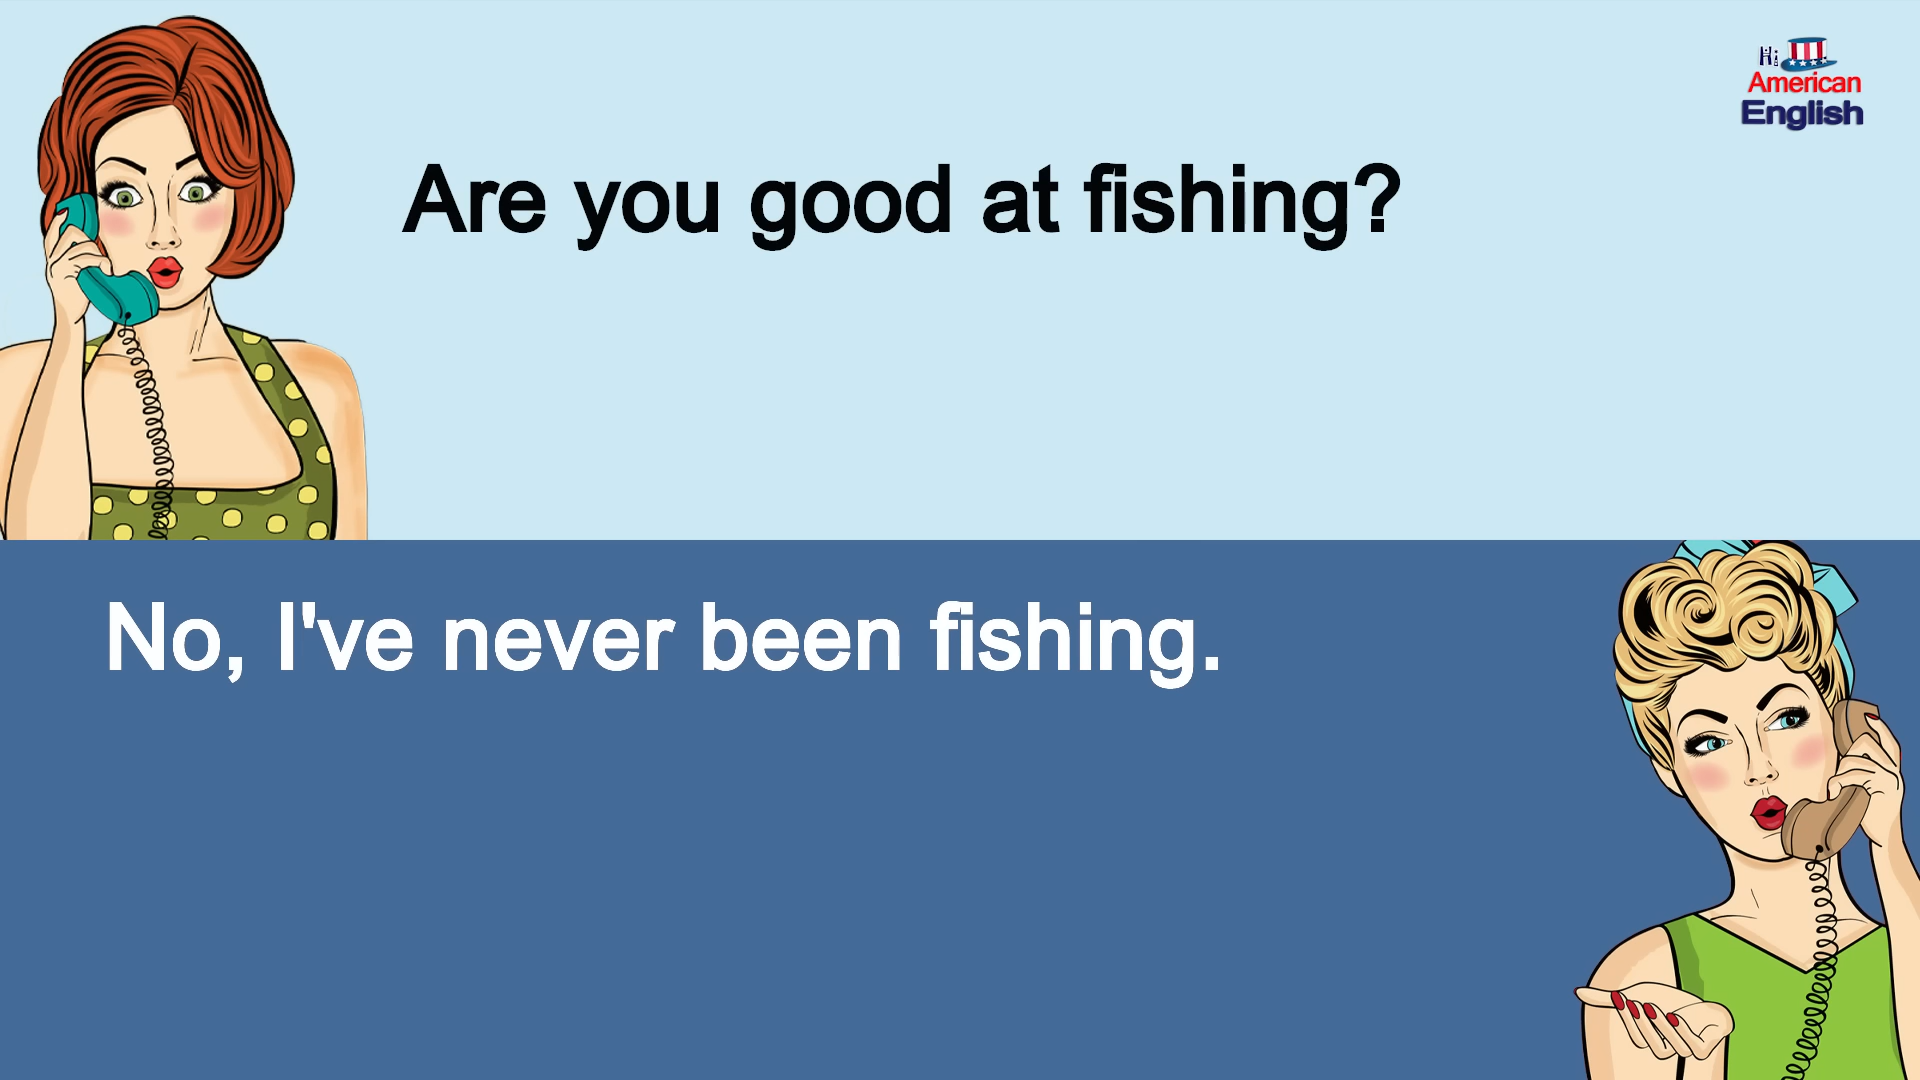 Hi
American
English
Are you good at fishing?
No, I've never been fishing.